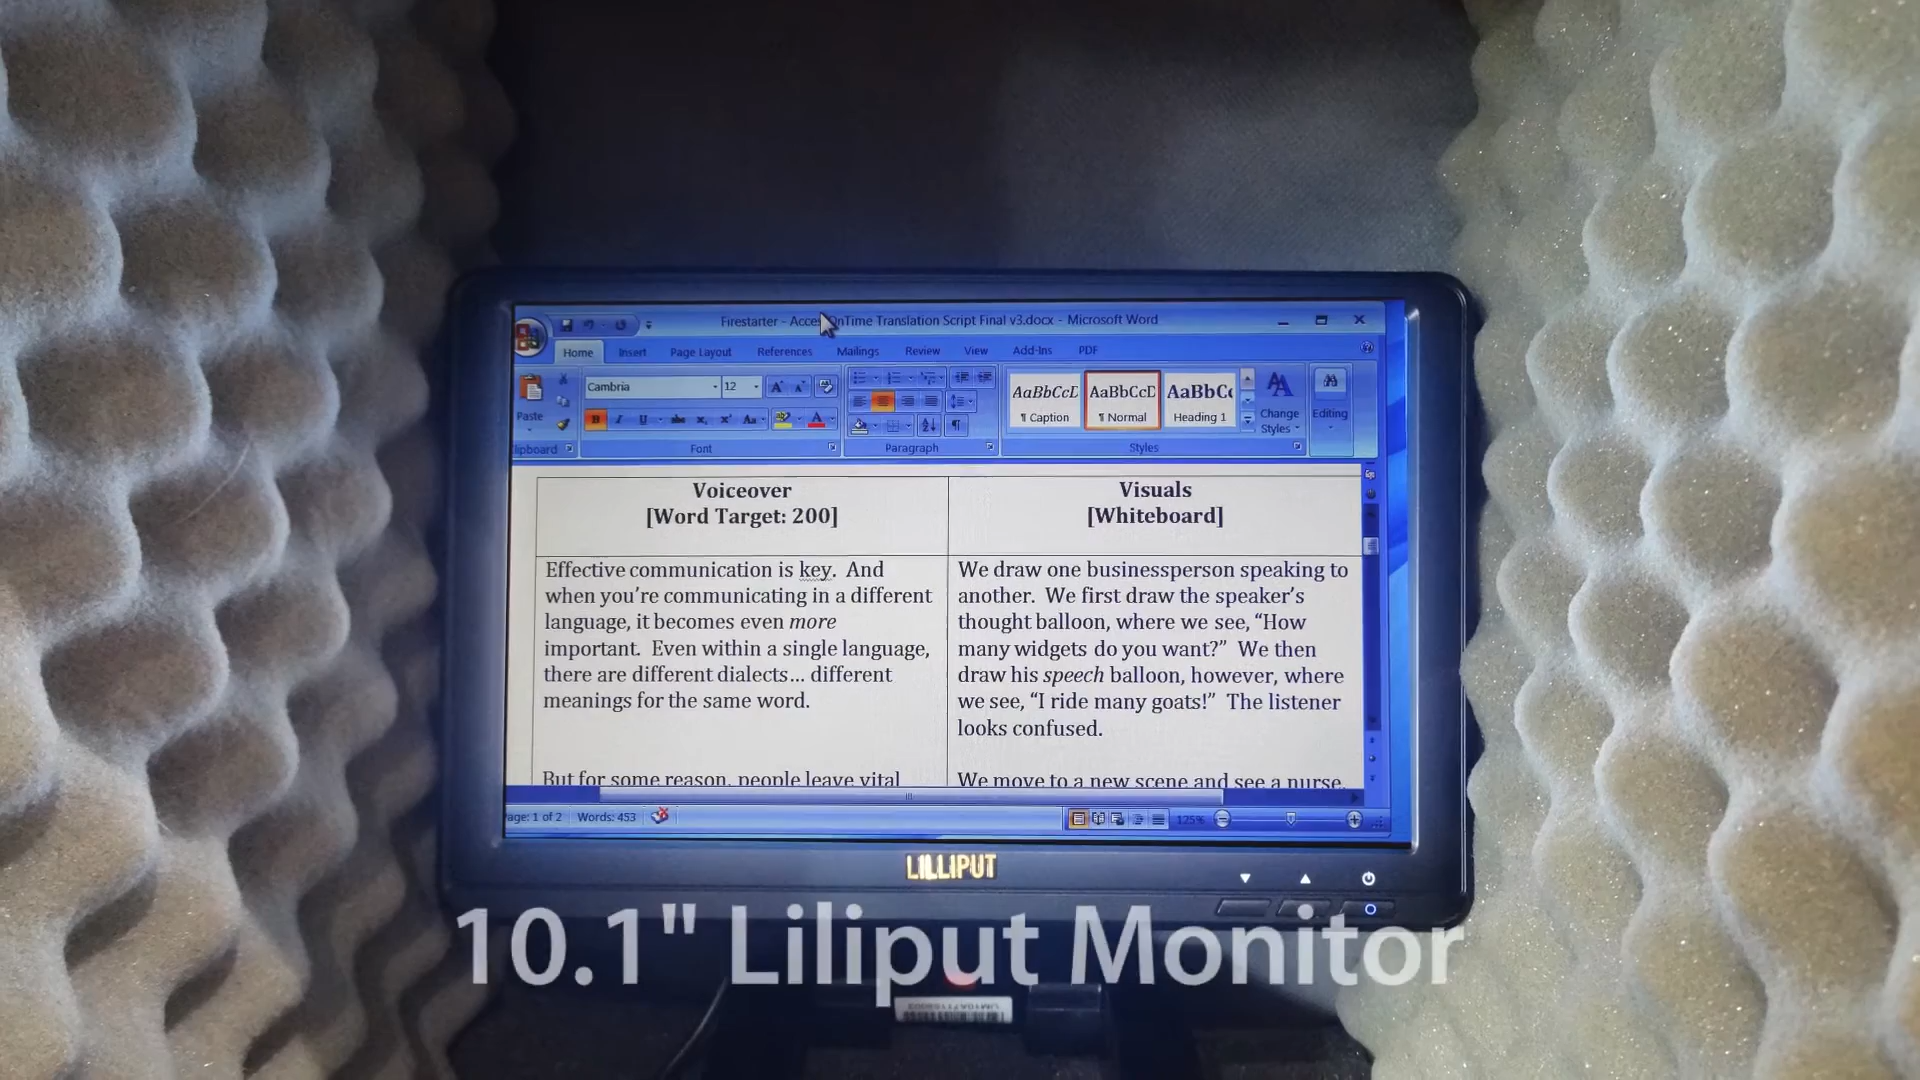 Firestarter - Acces OnTime Translation Script Final v3.docx - Microsoft Word
Home Insert Page Layout References Mailings Review View Add-Ins PDF
Cambria 12
AaBbCcD AaBbCcD AaBbCc
Paste
¶ Caption ¶ Normal Heading 1
Change Styles
Editing
lipboard Font Paragraph Styles
Voiceover
[Word Target: 200]
Visuals
[Whiteboard]
Effective communication is key. And
when you're communicating in a different
language, it becomes even more
important. Even within a single language,
there are different dialects... different
meanings for the same word.
But for some reason, people leave vital
We draw one businessperson speaking to
another. We first draw the speaker's
thought balloon, where we see, "How
many widgets do you want?" We then
draw his speech balloon, however, where
we see, "I ride many goats!" The listener
looks confused.
We move to a new scene and see a nurse.
age: 1 of 2 Words: 453 125%
LILLIPUT
10.1" Liliput Monitor